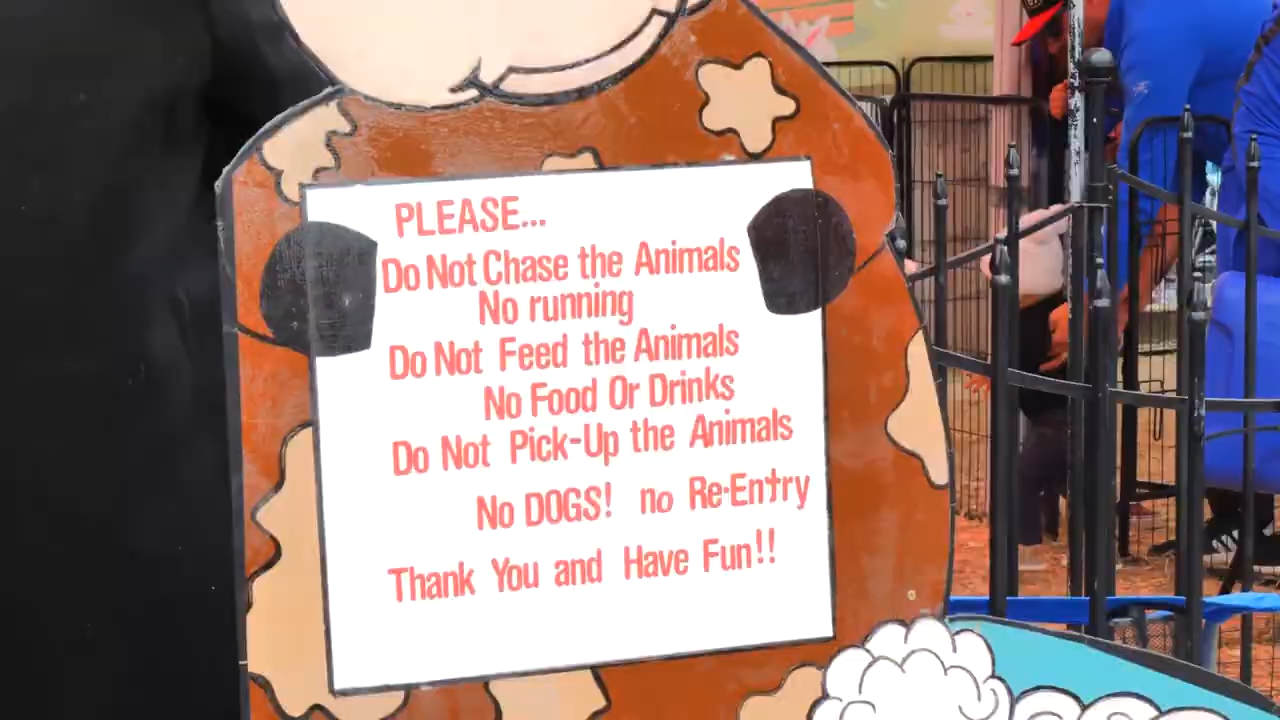 PLEASE...
Do Not Chase the Animals
No running
Do Not Feed the Animals
No Food Or Drinks
Do Not Pick-Up the Animals
No DOGS! no Re-Entry
Thank You and Have Fun!!